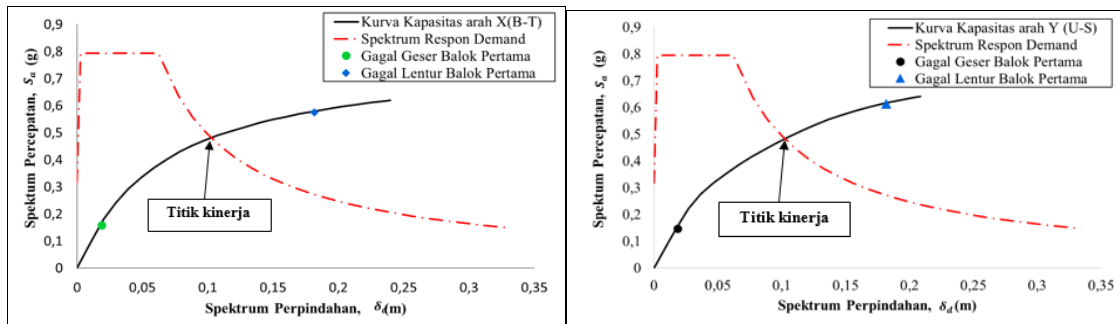 Kurva Kapasitas arah X(B-T)
Spektrum Respon Demand
Gagal Geser Balok Pertama
Gagal Lentur Balok Pertama
Spektrum Percepatan, Sa (g)
0,9
0,8
0,7
0,6
0,5
0,4
0,3
0,2
0,1
0
Titik kinerja
0 0,05 0,1 0,15 0,2 0,25 0,3 0,35
Spektrum Perpindahan, δd(m)
Kurva Kapasitas arah Y (U-S)
Spektrum Respon Demand
Gagal Geser Balok Pertama
Gagal Lentur Balok Pertama
Spektrum Percepatan, Sa (g)
0,9
0,8
0,7
0,6
0,5
0,4
0,3
0,2
0,1
0
Titik kinerja
0 0,05 0,1 0,15 0,2 0,25 0,3 0,35
Spektrum Perpindahan, δd(m)